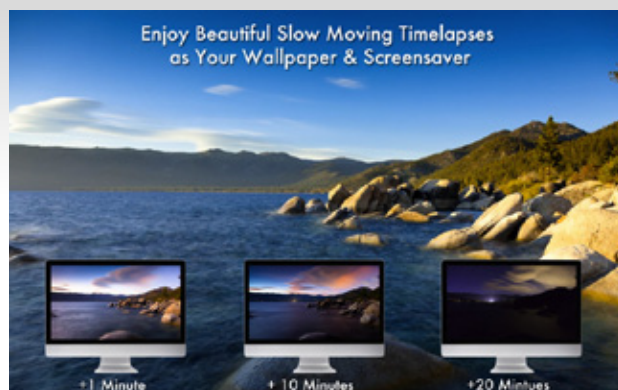 Enjoy Beautiful Slow Moving Timelapses
as Your Wallpaper & Screensaver
+1 Minute
+ 10 Minutes
+20 Mintues